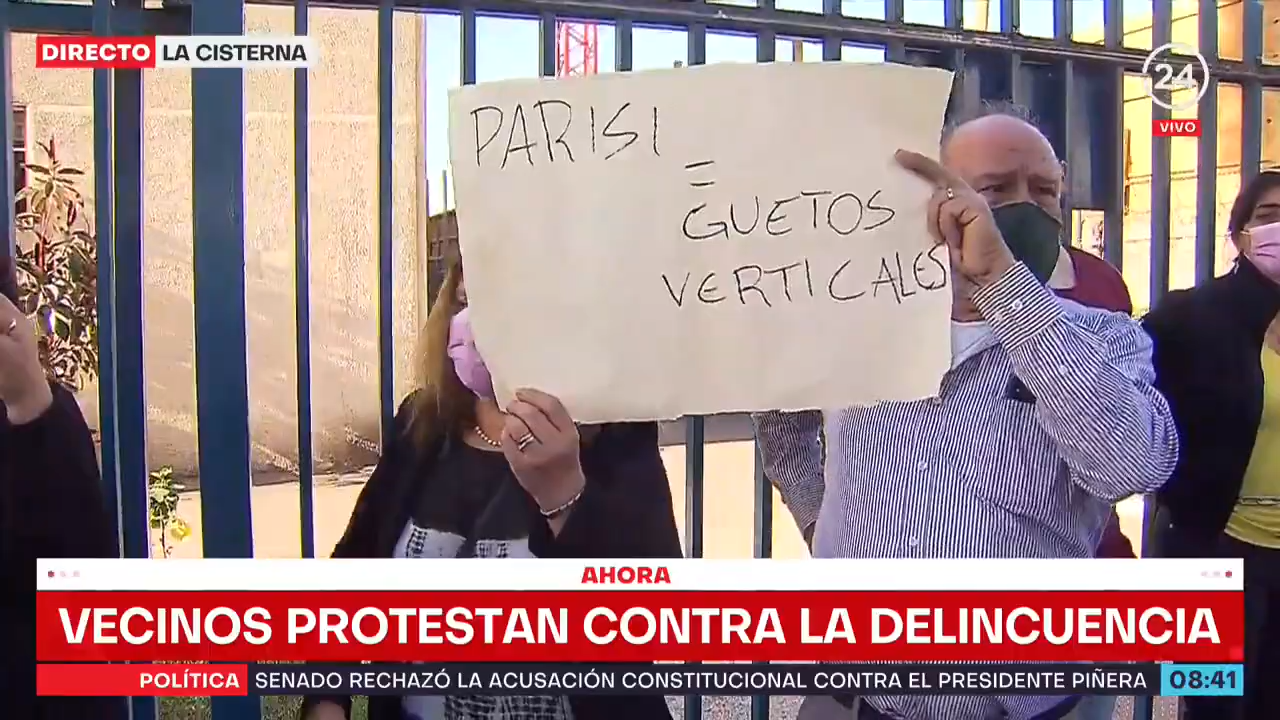 DIRECTO LA CISTERNA
24
VIVO
PARISI
=
GUETOS
VERTICALES
AHORA
VECINOS PROTESTAN CONTRA LA DELINCUENCIA
POLÍTICA SENADO RECHAZÓ LA ACUSACIÓN CONSTITUCIONAL CONTRA EL PRESIDENTE PIÑERA 08:41